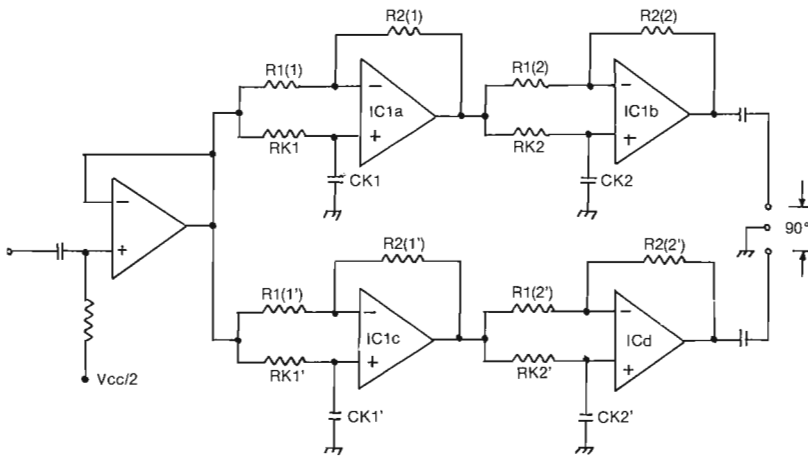 R2(1)
R2(2)
R1(1)
R1(2)
IC1a
IC1b
RK1
RK2
CK1
CK2
90°
R2(1')
R2(2')
R1(1')
R1(2')
IC1c
ICd
RK1'
RK2'
Vcc/2
CK1'
CK2'